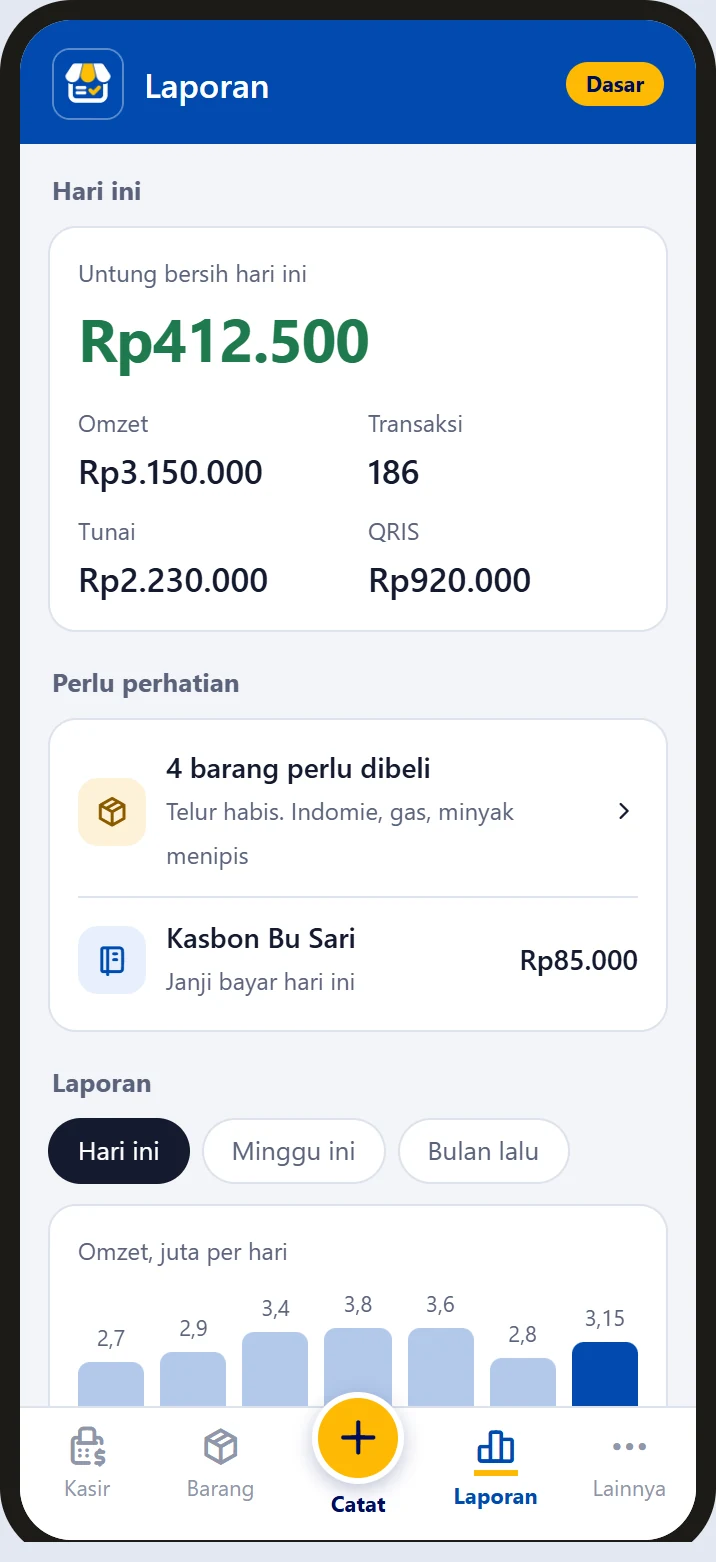 Laporan
Dasar
Hari ini
Untung bersih hari ini
Rp412.500
Omzet
Transaksi
Rp3.150.000
186
Tunai
QRIS
Rp2.230.000
Rp920.000
Perlu perhatian
4 barang perlu dibeli
Telur habis. Indomie, gas, minyak
menipis
Kasbon Bu Sari
Janji bayar hari ini
Rp85.000
Laporan
Hari ini
Minggu ini
Bulan lalu
Omzet, juta per hari
2,7
2,9
3,4
3,8
3,6
2,8
3,15
Kasir
Barang
Catat
Laporan
Lainnya